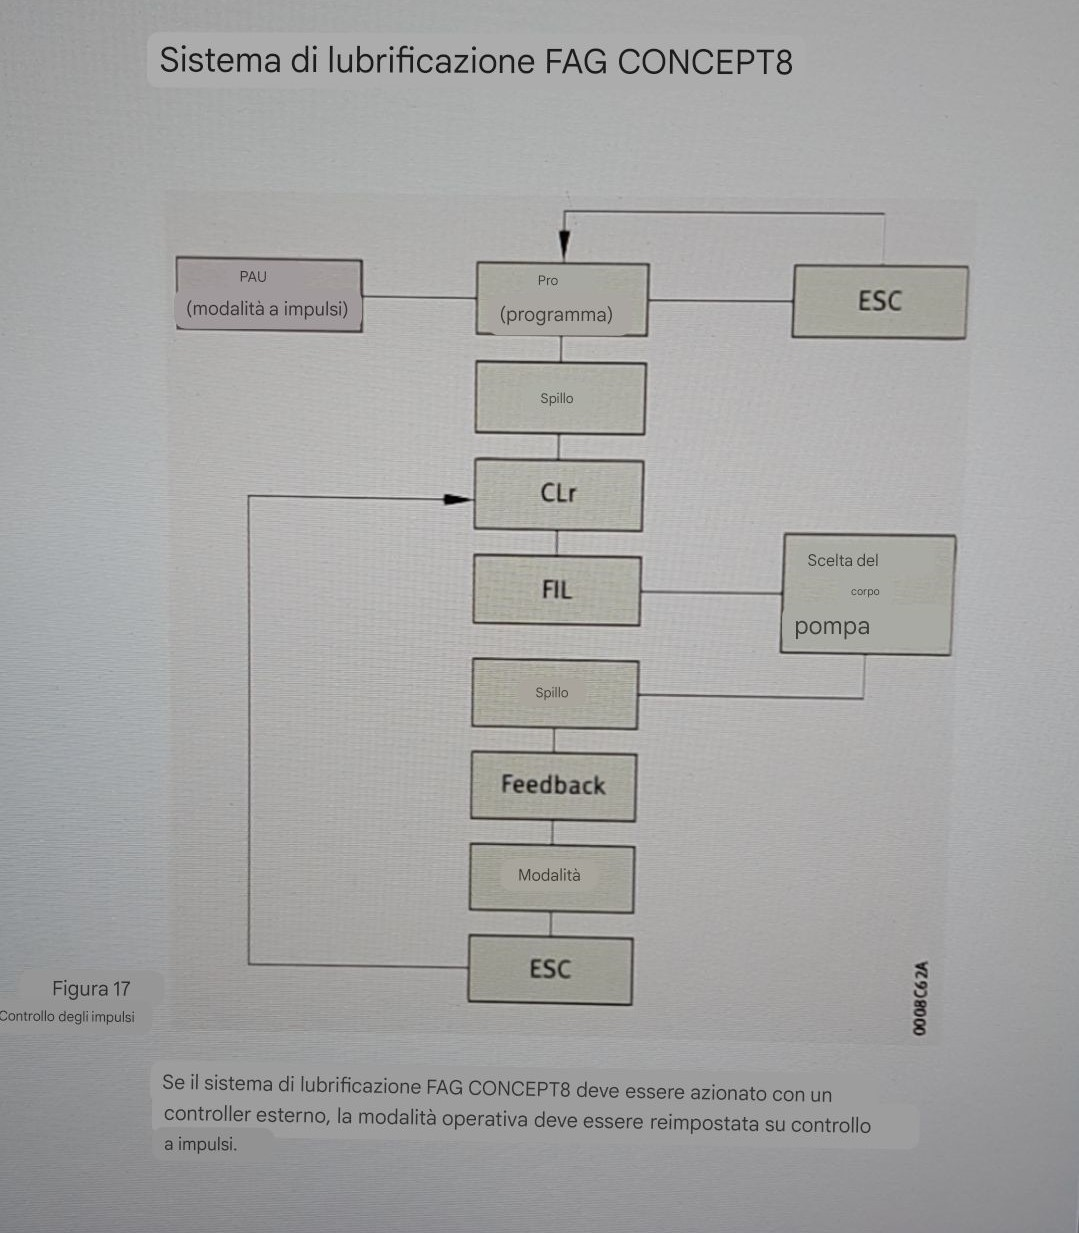 Sistema di lubrificazione FAG CONCEPT8
PAU
(modalità a impulsi)
Pro
(programma)
ESC
Spillo
CLr
FIL
Scelta del
corpo
pompa
Spillo
Feedback
Modalità
ESC
0008C62A
Figura 17
Controllo degli impulsi
Se il sistema di lubrificazione FAG CONCEPT8 deve essere azionato con un
controller esterno, la modalità operativa deve essere reimpostata su controllo
a impulsi.